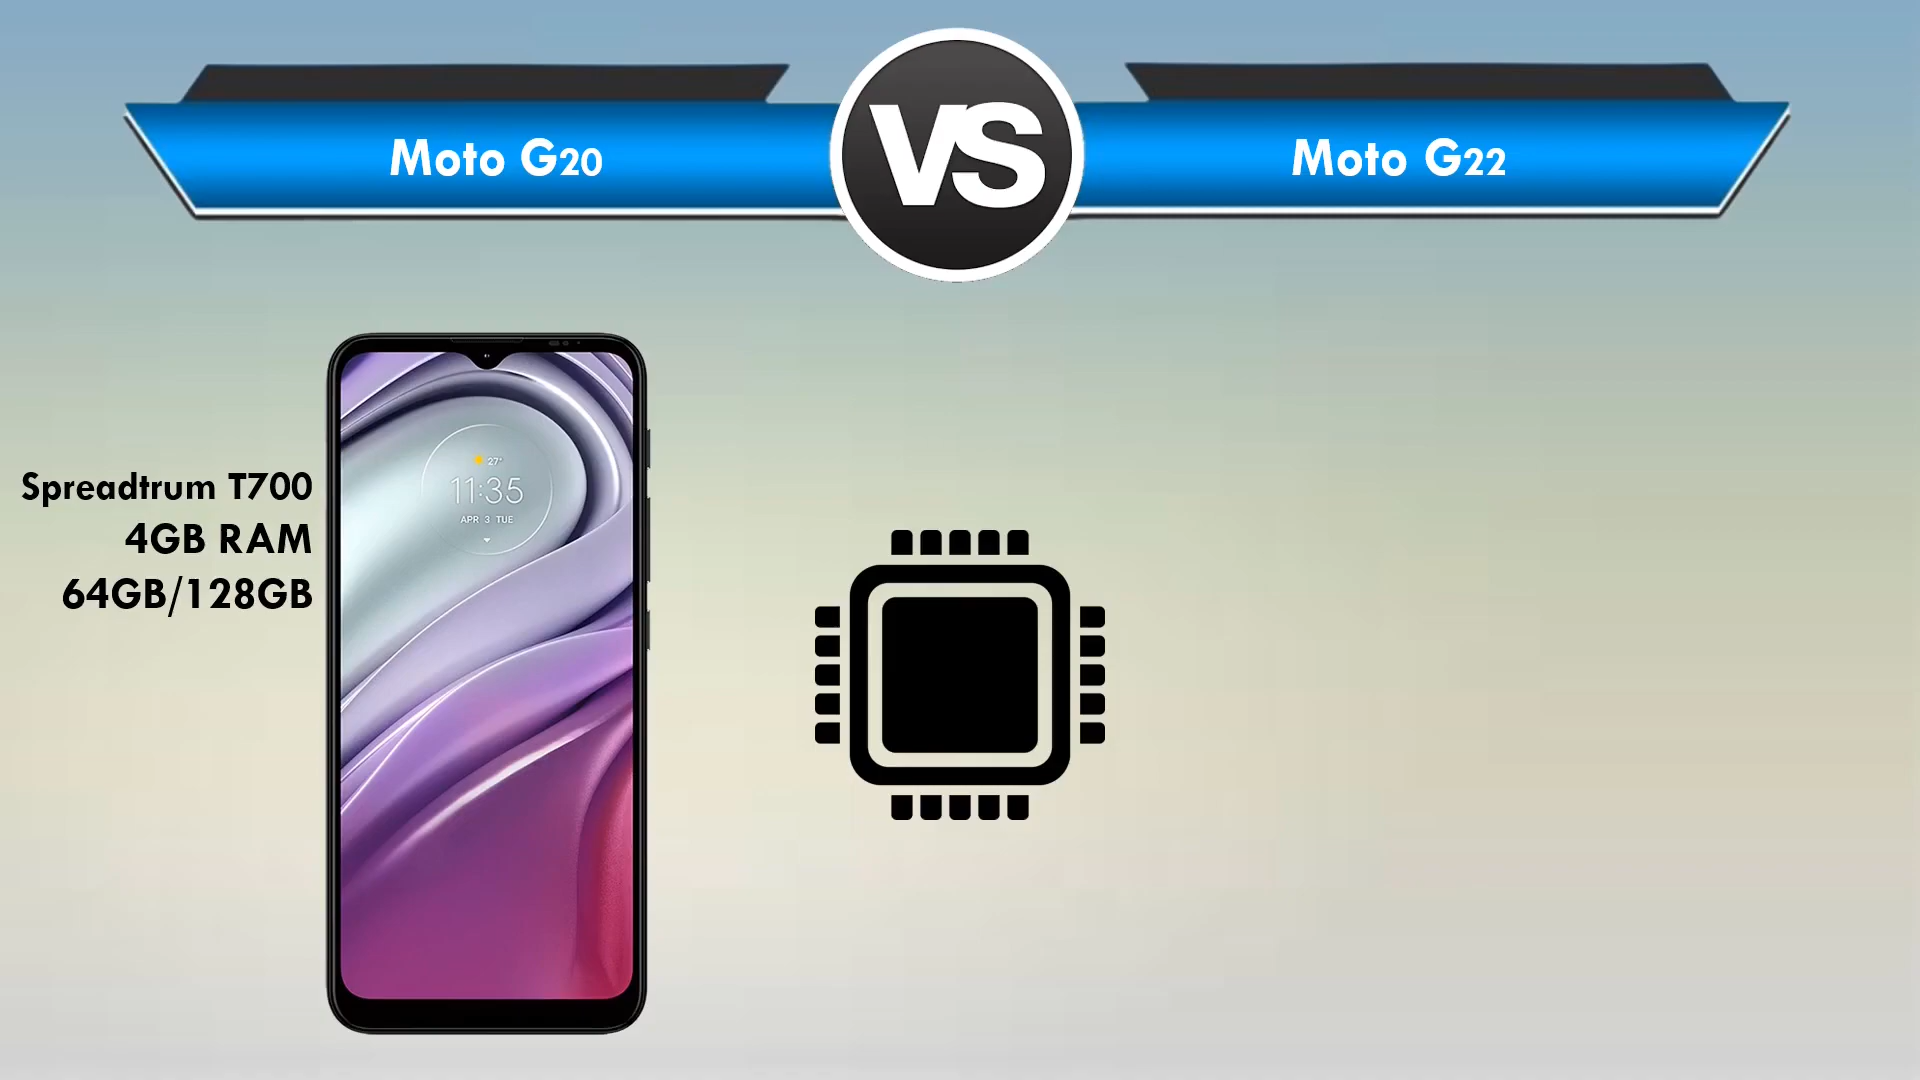 Moto G20
VS
Moto G22
Spreadtrum T700
4GB RAM
64GB/128GB
27°
11:35
APR 3 TUE